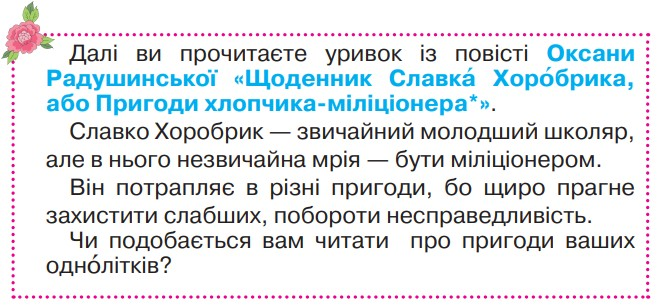 Далі ви прочитаєте уривок із повісті Оксани
Радушинської «Щоденник Славка́ Хоро́брика,
або Пригоди хлопчика-міліціонера*».
Славко Хоробрик — звичайний молодший школяр,
але в нього незвичайна мрія — бути міліціонером.
Він потрапляє в різні пригоди, бо щиро прагне
захистити слабших, побороти несправедливість.
Чи подобається вам читати про пригоди ваших
одно́літків?